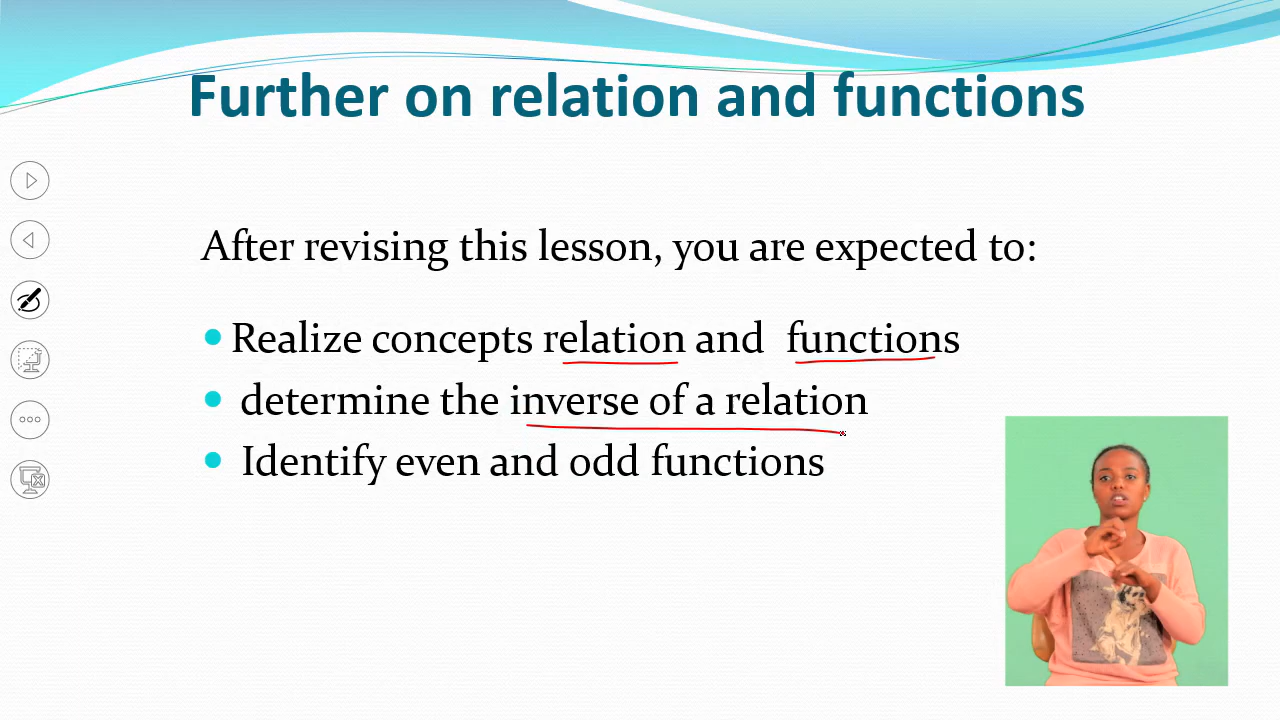 Further on relation and functions
After revising this lesson, you are expected to:
Realize concepts relation and functions
determine the inverse of a relation
Identify even and odd functions